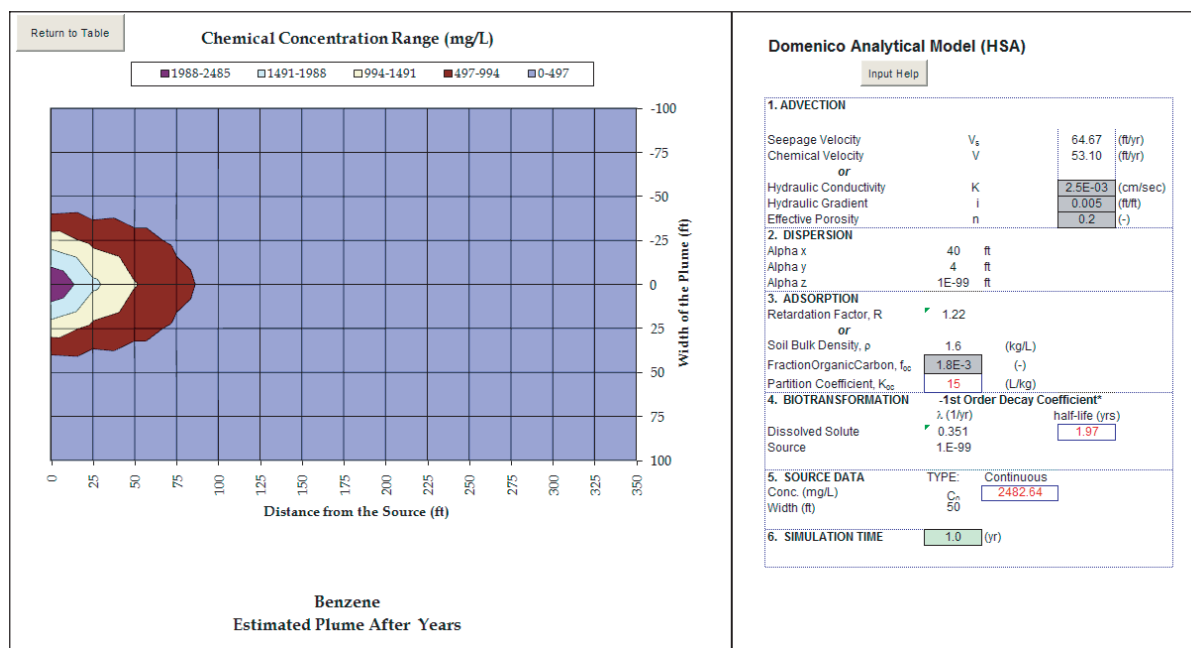 Return to Table
Chemical Concentration Range (mg/L)
1988-2485 1491-1988 994-1491 497-994 0-497
-100
-75
-50
-25
0
25
50
75
100
Width of the Plume (ft)
0 25 50 75 100 125 150 175 200 225 250 275 300 325 350
Distance from the Source (ft)
Benzene
Estimated Plume After Years
Domenico Analytical Model (HSA)
Input Help
1. ADVECTION
Seepage Velocity Vs 64.67 (ft/yr)
Chemical Velocity V 53.10 (ft/yr)
or
Hydraulic Conductivity K 2.5E-03 (cm/sec)
Hydraulic Gradient i 0.005 (ft/ft)
Effective Porosity n 0.2 (-)
2. DISPERSION
Alpha x 40 ft
Alpha y 4 ft
Alpha z 1E-99 ft
3. ADSORPTION
Retardation Factor, R 1.22
or
Soil Bulk Density, ρ 1.6 (kg/L)
FractionOrganicCarbon, foc 1.8E-3 (-)
Partition Coefficient, Koc 15 (L/kg)
4. BIOTRANSFORMATION -1st Order Decay Coefficient*
λ (1/yr) half-life (yrs)
Dissolved Solute 0.351 1.97
Source 1.E-99
5. SOURCE DATA TYPE: Continuous
Conc. (mg/L) C0 2482.64
Width (ft) 50
6. SIMULATION TIME 1.0 (yr)